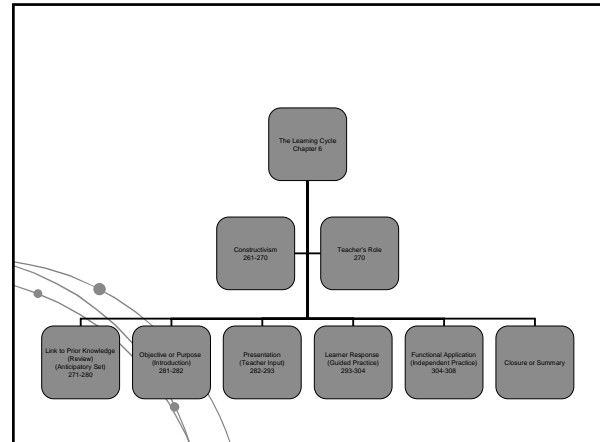 The Learning Cycle
Chapter 6
Constructivism
261-270
Teacher's Role
270
Link to Prior Knowledge
(Review)
(Anticipatory Set)
271-280
Objective or Purpose
(Introduction)
281-282
Presentation
(Teacher Input)
282-293
Learner Response
(Guided Practice)
293-304
Functional Application
(Independent Practice)
304-308
Closure or Summary